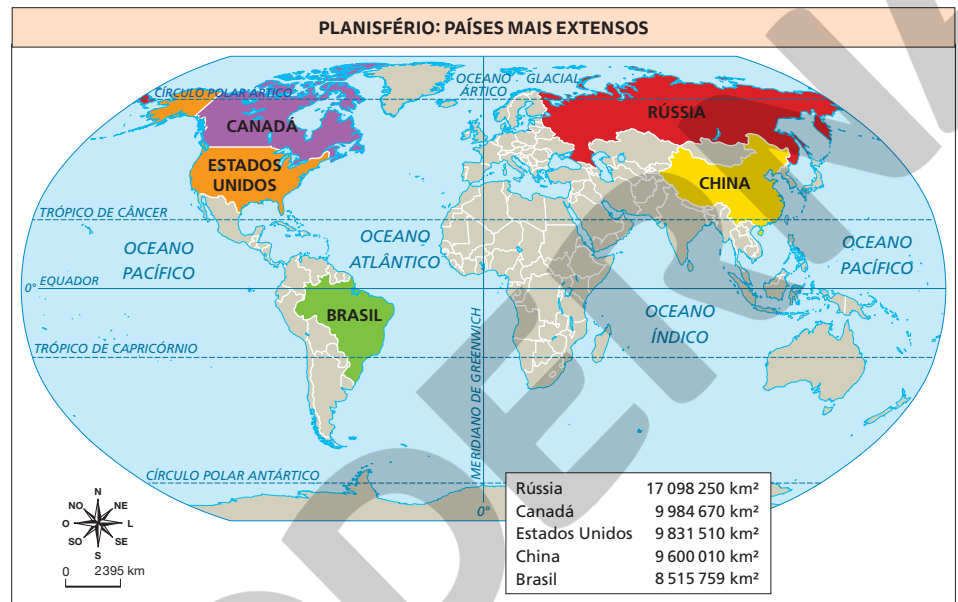 PLANISFÉRIO: PAÍSES MAIS EXTENSOS
OCEANO GLACIAL
ÁRTICO
CÍRCULO POLAR ÁRTICO
RÚSSIA
CANADÁ
ESTADOS
UNIDOS
CHINA
TRÓPICO DE CÂNCER
OCEANO
PACÍFICO
OCEANO
ATLÂNTICO
OCEANO
PACÍFICO
0° EQUADOR
BRASIL
OCEANO
ÍNDICO
MERIDIANO DE GREENWICH
TRÓPICO DE CAPRICÓRNIO
CÍRCULO POLAR ANTÁRTICO
0°
N
NO NE
O L
SO SE
S
0 2395 km
Rússia 17 098 250 km²
Canadá 9 984 670 km²
Estados Unidos 9 831 510 km²
China 9 600 010 km²
Brasil 8 515 759 km²